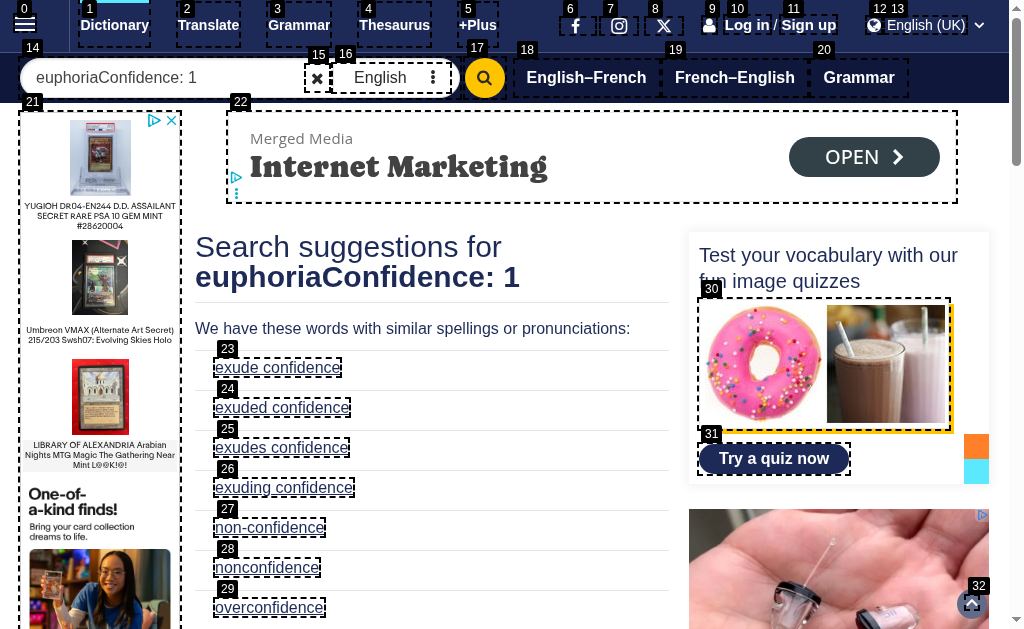 0
1
2
3
4
5
6
7
8
9
10
11
12
13
Dictionary
Translate
Grammar
Thesaurus
+Plus
Log in / Sign up
English (UK)
14
15
16
17
18
19
20
euphoriaConfidence: 1
English
English–French
French–English
Grammar
21
22
YUGIOH DR04-EN244 D.D. ASSAILANT
SECRET RARE PSA 10 GEM MINT
#28620004
Umbreon VMAX (Alternate Art Secret)
215/203 Swsh07: Evolving Skies Holo
LIBRARY OF ALEXANDRIA Arabian
Nights MTG Magic The Gathering Near
Mint L@@K!@!
One-of-
a-kind finds!
Bring your card collection
dreams to life.
Merged Media
Internet Marketing
OPEN
Search suggestions for
euphoriaConfidence: 1
We have these words with similar spellings or pronunciations:
23
exude confidence
24
exuded confidence
25
exudes confidence
26
exuding confidence
27
non-confidence
28
nonconfidence
29
overconfidence
Test your vocabulary with our
fun image quizzes
30
31
Try a quiz now
32